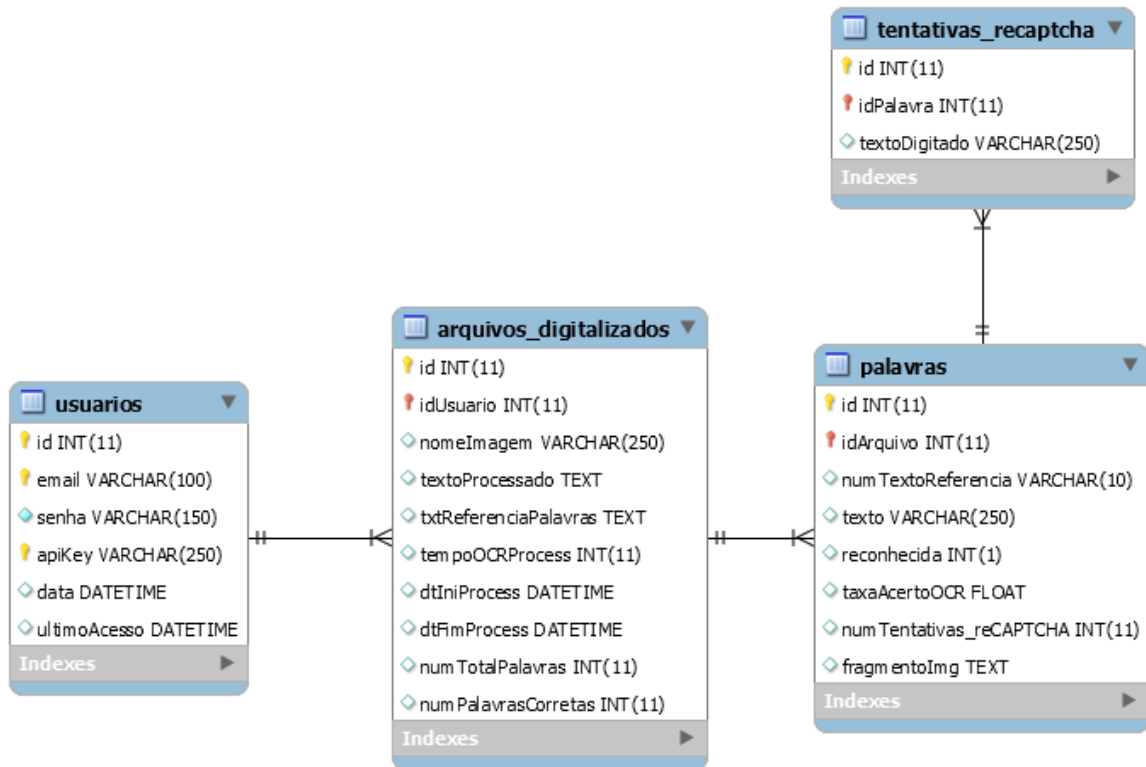 tentativas_recaptcha
id INT(11)
idPalavra INT(11)
textoDigitado VARCHAR(250)
Indexes
arquivos_digitalizados
id INT(11)
idUsuario INT(11)
nomeImagem VARCHAR(250)
textoProcessado TEXT
txtReferenciaPalavras TEXT
tempoOCRProcess INT(11)
dtIniProcess DATETIME
dtFimProcess DATETIME
numTotalPalavras INT(11)
numPalavrasCorretas INT(11)
Indexes
palavras
id INT(11)
idArquivo INT(11)
numTextoReferencia VARCHAR(10)
texto VARCHAR(250)
reconhecida INT(1)
taxaAcertoOCR FLOAT
numTentativas_reCAPTCHA INT(11)
fragmentoImg TEXT
Indexes
usuarios
id INT(11)
email VARCHAR(100)
senha VARCHAR(150)
apiKey VARCHAR(250)
data DATETIME
ultimoAcesso DATETIME
Indexes